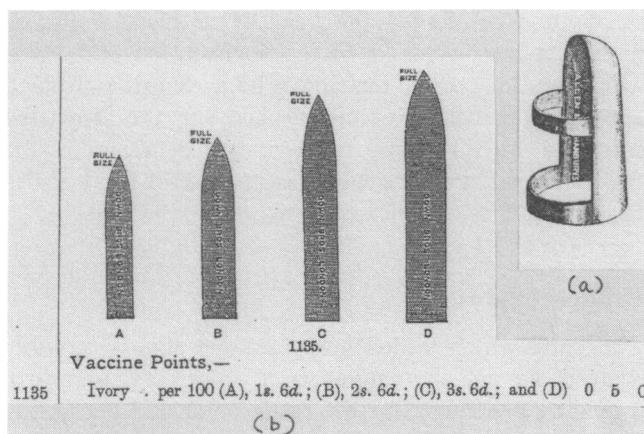 FULL
SIZE
FULL
SIZE
FULL
SIZE
FULL
SIZE
A
B
C
D
1135.
Vaccine Points,—
1135 Ivory . per 100 (A), 1s. 6d.; (B), 2s. 6d.; (C), 3s. 6d.; and (D) 0 5 0
(a)
(b)